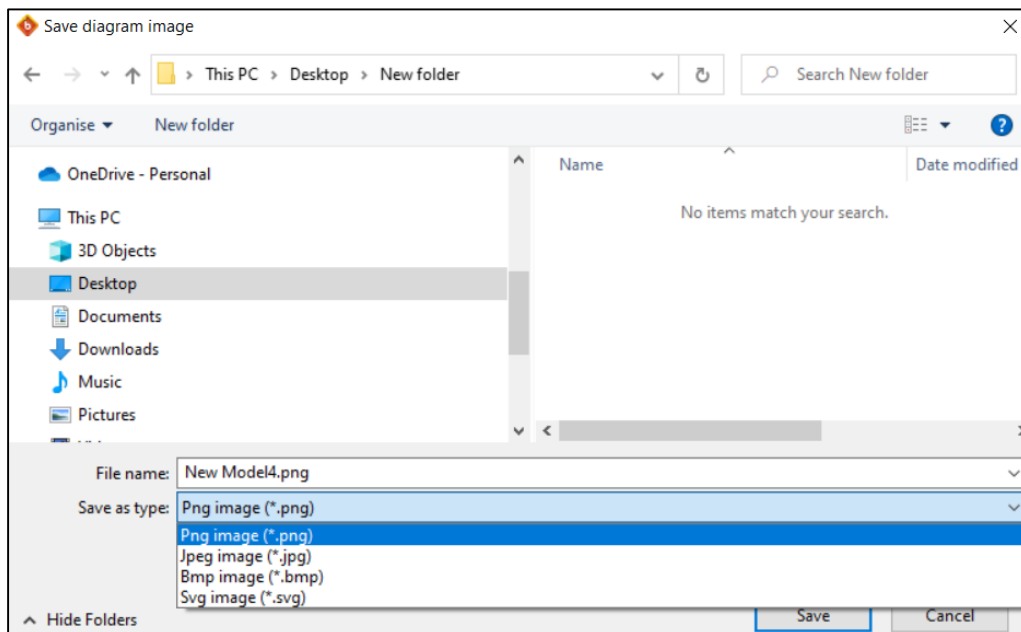 Save diagram image
This PC > Desktop > New folder
Search New folder
Organise
New folder
?
OneDrive - Personal
This PC
3D Objects
Desktop
Documents
Downloads
Music
Pictures
Name
Date modified
No items match your search.
File name: New Model4.png
Save as type: Png image (*.png)
Png image (*.png)
Jpeg image (*.jpg)
Bmp image (*.bmp)
Svg image (*.svg)
Hide Folders
Save
Cancel